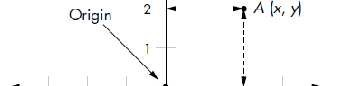 Origin
2
A (x, y)
1